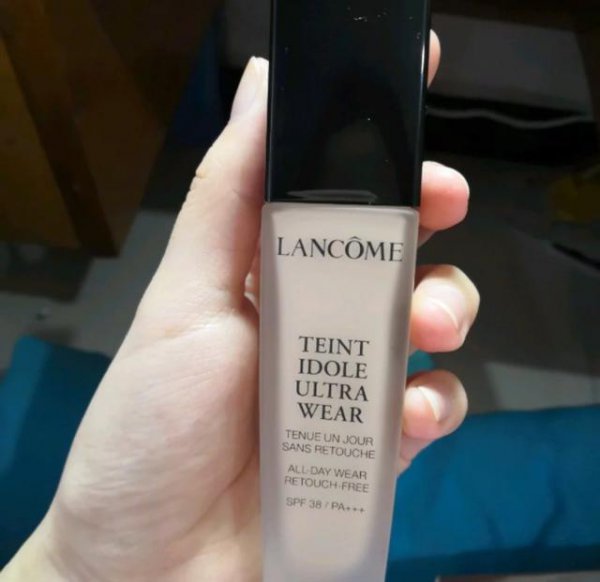 LANCÔME
TEINT
IDOLE
ULTRA
WEAR
TENUE UN JOUR
SANS RETOUCHE
ALL-DAY WEAR
RETOUCH-FREE
SPF 38 / PA+++